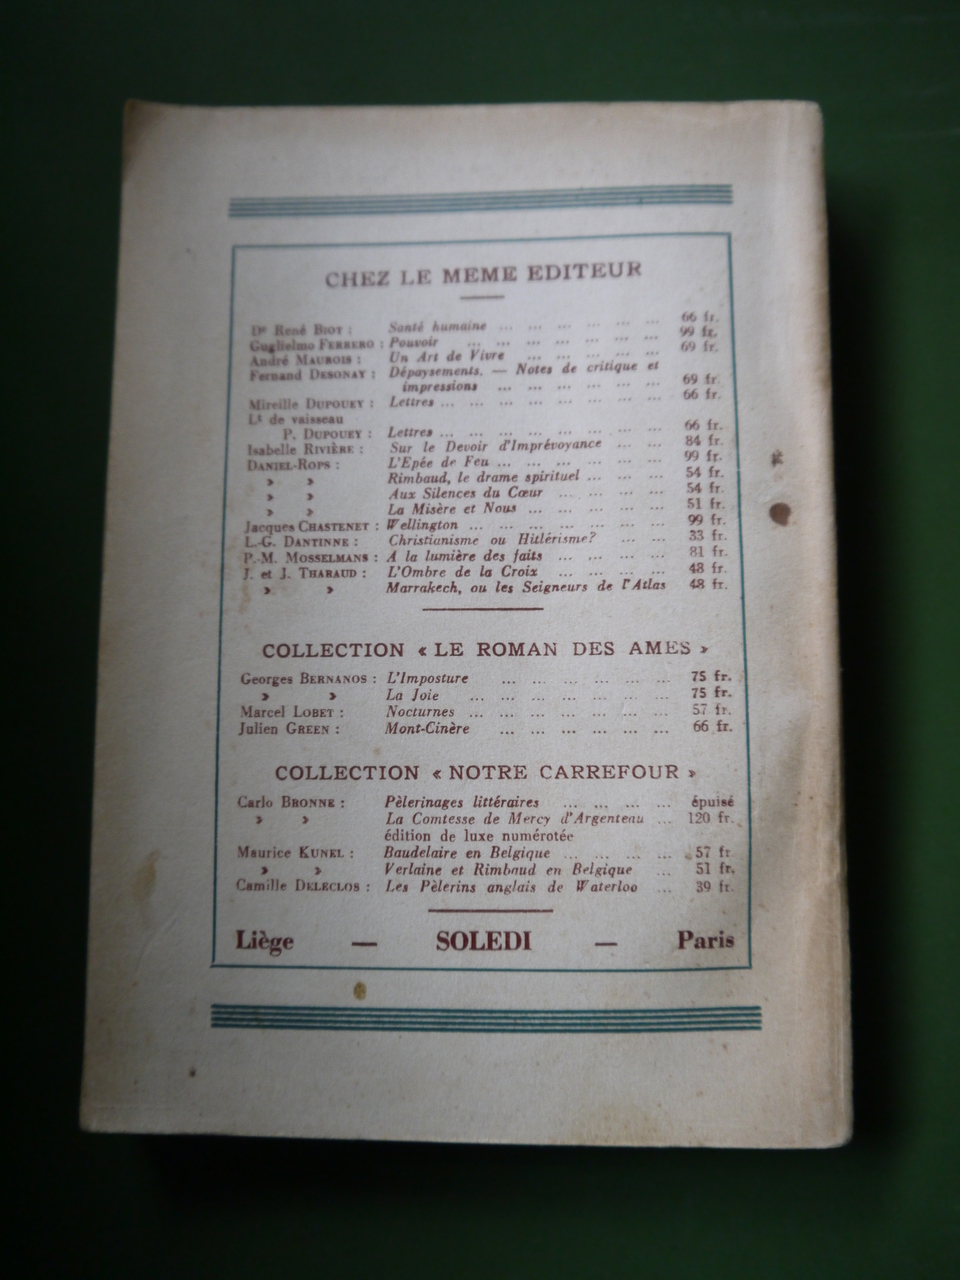 CHEZ LE MEME EDITEUR
Dr René BIOT : Santé humaine ... ... ... ... ... ... 66 fr.
Guglielmo FERRERO : Pouvoir ... ... ... ... ... ... ... 99 fr.
André MAUROIS : Un Art de Vivre ... ... ... ... ... 69 fr.
Fernand DESONAY : Dépaysements. — Notes de critique et
impressions ... ... ... ... ... ... 69 fr.
Mireille DUPOUEY : Lettres ... ... ... ... ... ... ... ... 66 fr.
Lt de vaisseau
P. DUPOUEY : Lettres ... ... ... ... ... ... ... ... 66 fr.
Isabelle RIVIÈRE : Sur le Devoir d'Imprévoyance ... ... 84 fr.
DANIEL-ROPS : L'Epée de Feu ... ... ... ... ... ... 99 fr.
» » Rimbaud, le drame spirituel ... ... ... 54 fr.
» » Aux Silences du Cœur ... ... ... ... 54 fr.
» » La Misère et Nous ... ... ... ... ... 51 fr.
Jacques CHASTENET : Wellington ... ... ... ... ... ... ... 99 fr.
L.-G. DANTINNE : Christianisme ou Hitlérisme? ... ... 33 fr.
P.-M. MOSSELMANS : A la lumière des faits ... ... ... ... 81 fr.
J. et J. THARAUD : L'Ombre de la Croix ... ... ... ... 48 fr.
» » Marrakech, ou les Seigneurs de l'Atlas 48 fr.
COLLECTION « LE ROMAN DES AMES »
Georges BERNANOS : L'Imposture ... ... ... ... ... ... 75 fr.
» » La Joie ... ... ... ... ... ... ... 75 fr.
Marcel LOBET : Nocturnes ... ... ... ... ... ... ... 57 fr.
Julien GREEN : Mont-Cinère ... ... ... ... ... ... 66 fr.
COLLECTION « NOTRE CARREFOUR »
Carlo BRONNE : Pèlerinages littéraires ... ... ... ... épuisé
» » La Comtesse de Mercy d'Argenteau ... 120 fr.
édition de luxe numérotée
Maurice KUNEL : Baudelaire en Belgique ... ... ... ... 57 fr.
» » Verlaine et Rimbaud en Belgique ... 51 fr.
Camille DELECLOS : Les Pèlerins anglais de Waterloo ... 39 fr.
Liège — SOLEDI — Paris